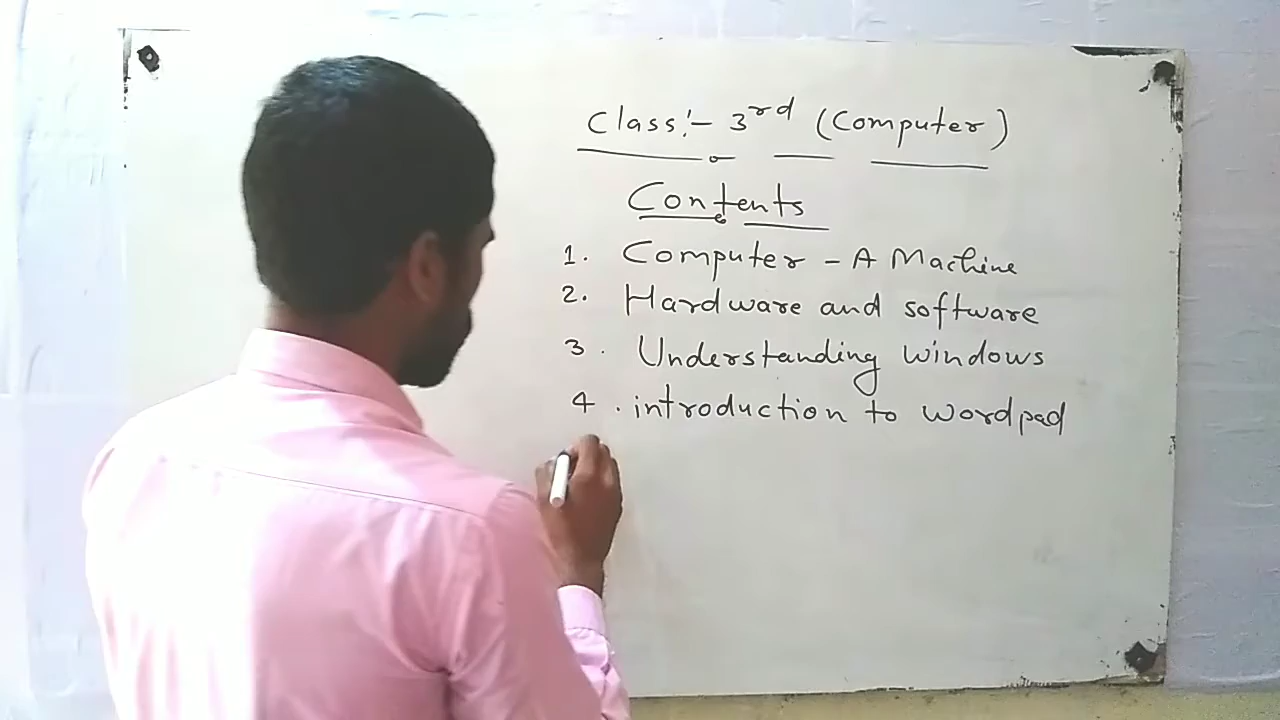 Class:- 3rd (Computer)
Contents
1. Computer - A Machine
2. Hardware and software
3. Understanding windows
4. introduction to wordpad